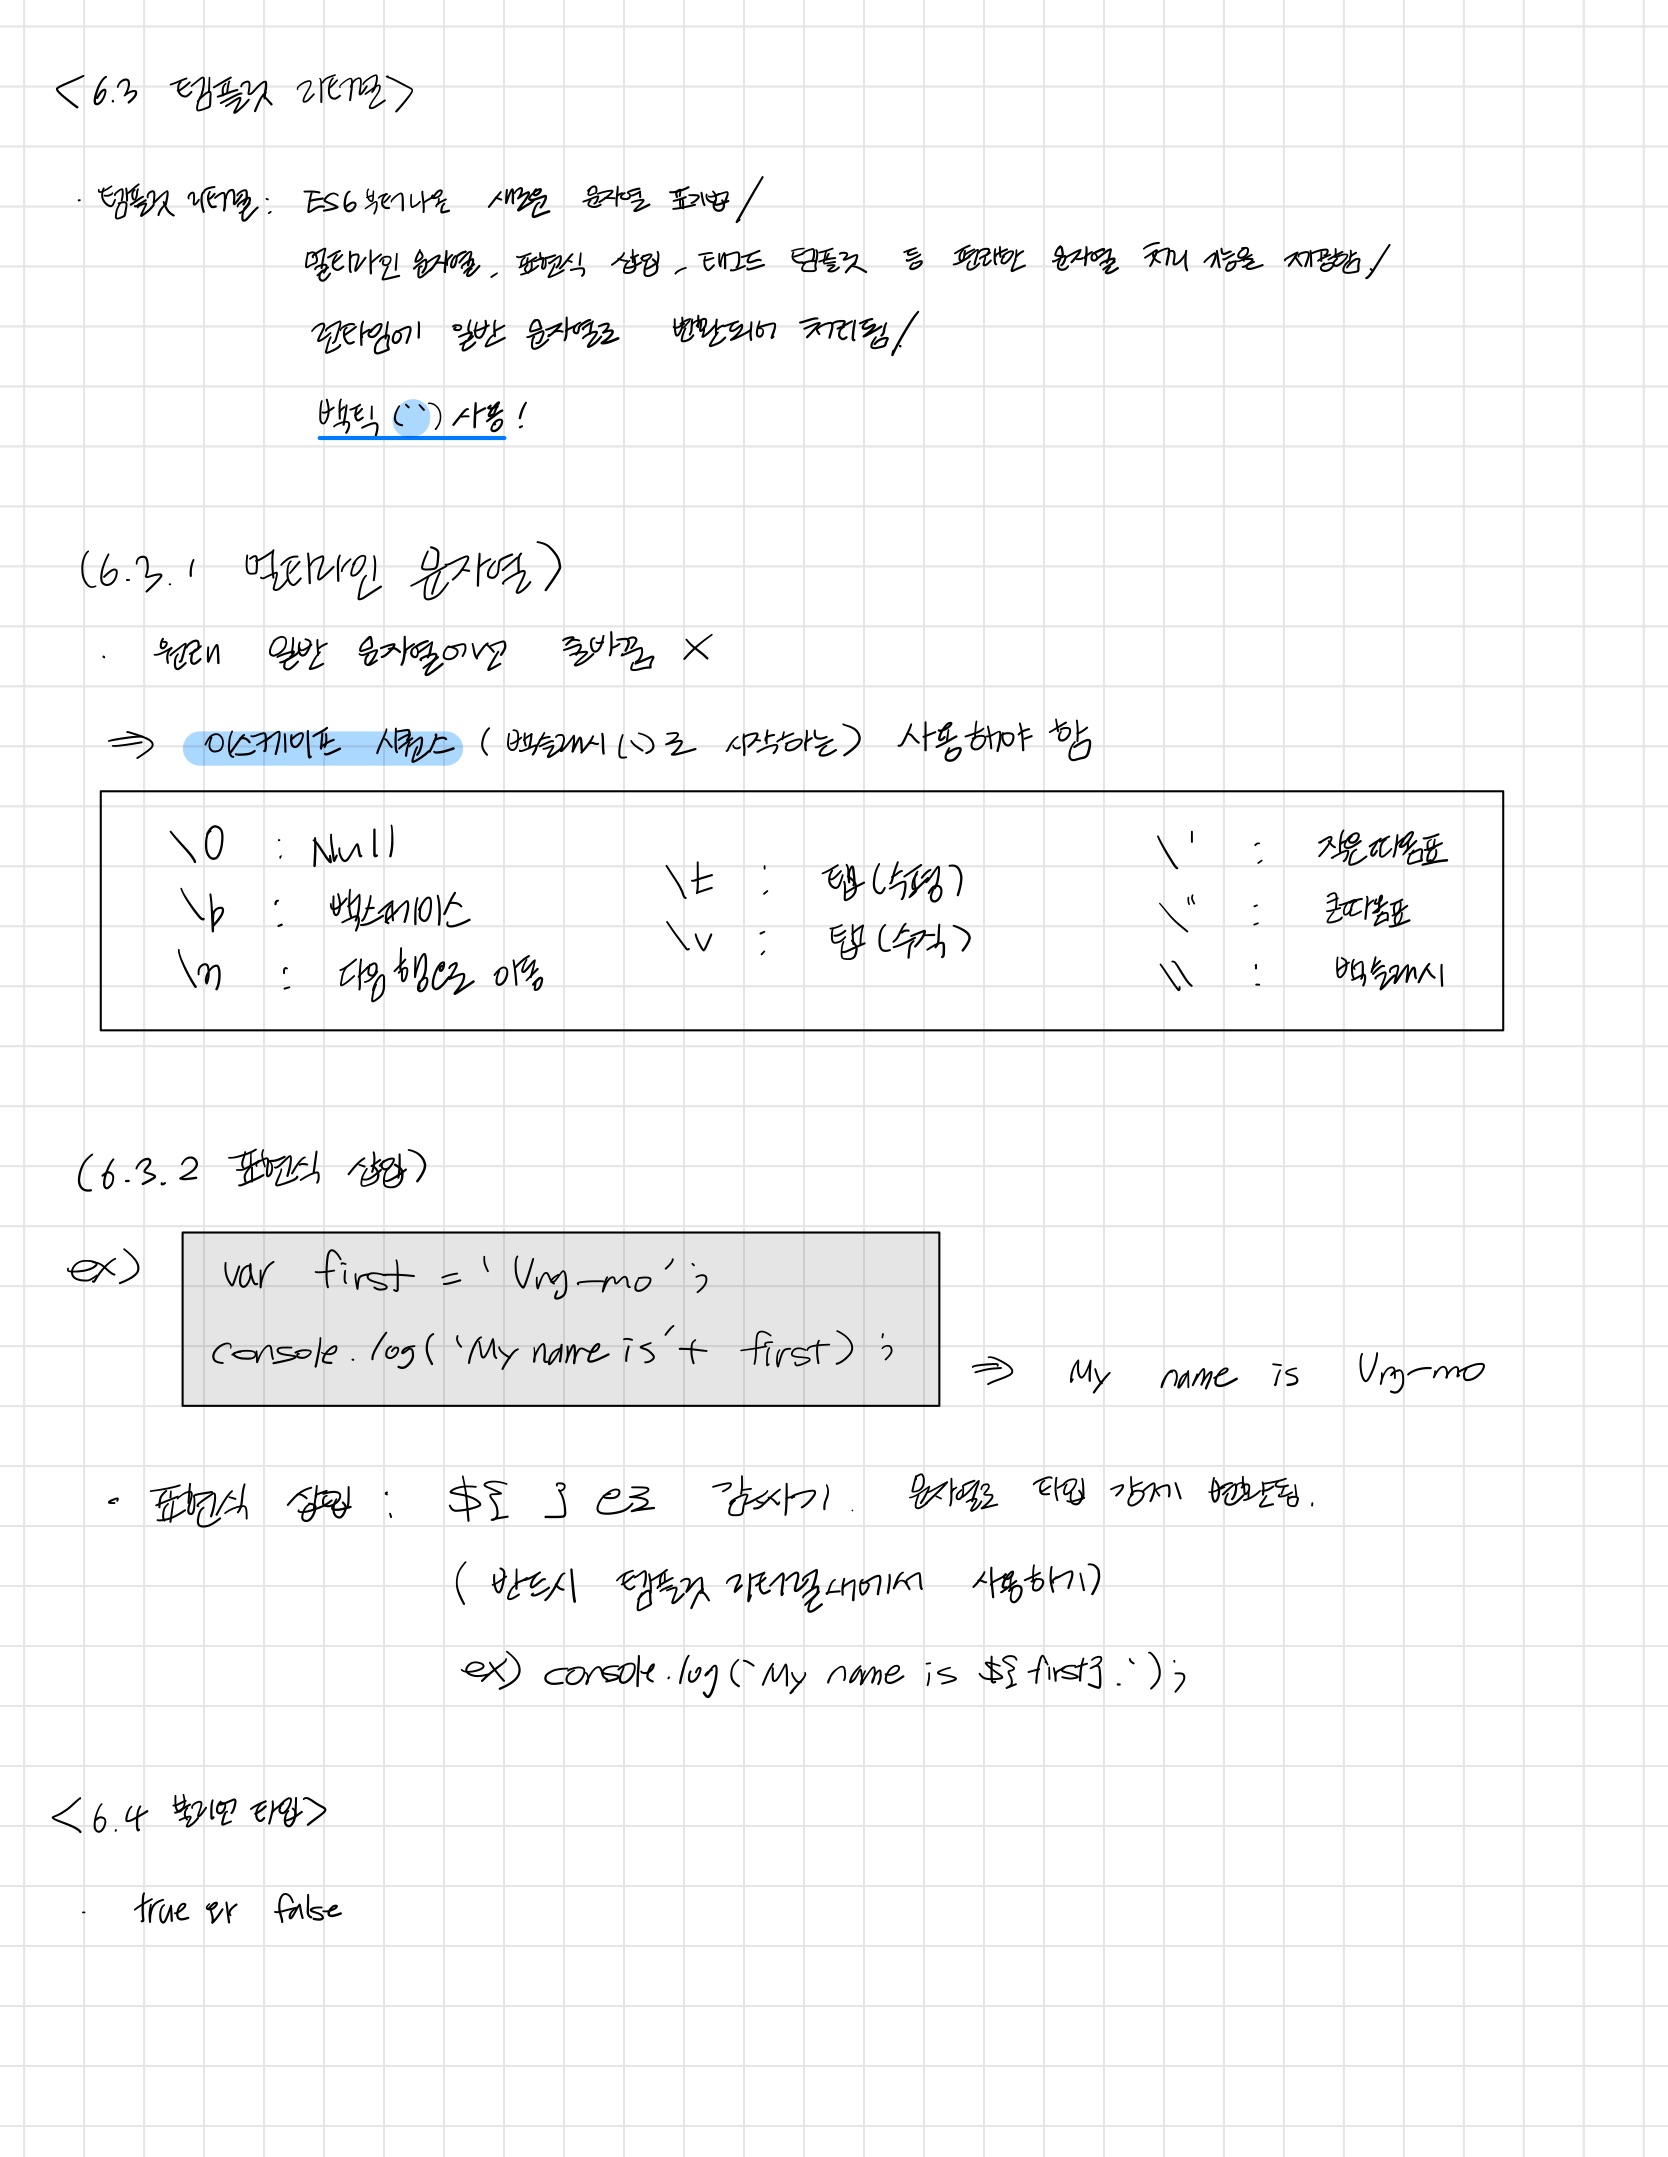 <6.3 템플릿 리터럴>
· 템플릿 리터럴 : ES6부터 나온 새로운 문자열 표기법 /
멀티라인 문자열, 표현식 삽입, 태그드 템플릿 등 편리한 문자열 처리 기능을 제공함 /
런타임에 일반 문자열로 변환되어 처리됨 /
백틱 (``) 사용!
(6.3.1 멀티라인 문자열)
· 원래 일반 문자열에선 줄바꿈 X
⇒ 이스케이프 시퀀스 (백슬래시(\)로 시작하는) 사용해야 함
\0 : Null
\b : 백스페이스
\n : 다음 행으로 이동
\t : 탭(수평)
\v : 탭(수직)
\' : 작은따옴표
\" : 큰따옴표
\\ : 백슬래시
(6.3.2 표현식 삽입)
ex) var first = 'Ung-mo';
console.log('My name is' + first);
⇒ My name is Ung-mo
· 표현식 삽입 : ${ }으로 감싸기. 문자열로 타입 강제 변환됨.
(반드시 템플릿 리터럴 내에서 사용하기)
ex) console.log(`My name is ${first}.`);
<6.4 불리언 타입>
· true 와 false